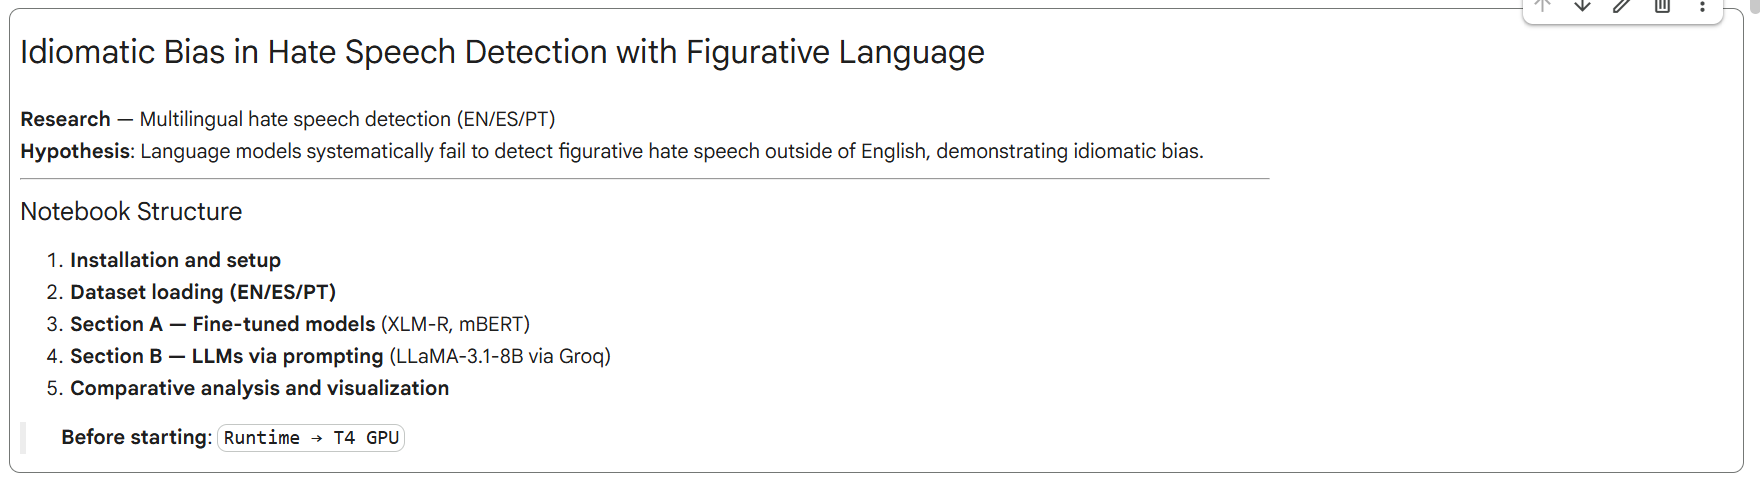 Idiomatic Bias in Hate Speech Detection with Figurative Language
Research — Multilingual hate speech detection (EN/ES/PT)
Hypothesis: Language models systematically fail to detect figurative hate speech outside of English, demonstrating idiomatic bias.
Notebook Structure
1. Installation and setup
2. Dataset loading (EN/ES/PT)
3. Section A — Fine-tuned models (XLM-R, mBERT)
4. Section B — LLMs via prompting (LLaMA-3.1-8B via Groq)
5. Comparative analysis and visualization
Before starting: Runtime → T4 GPU